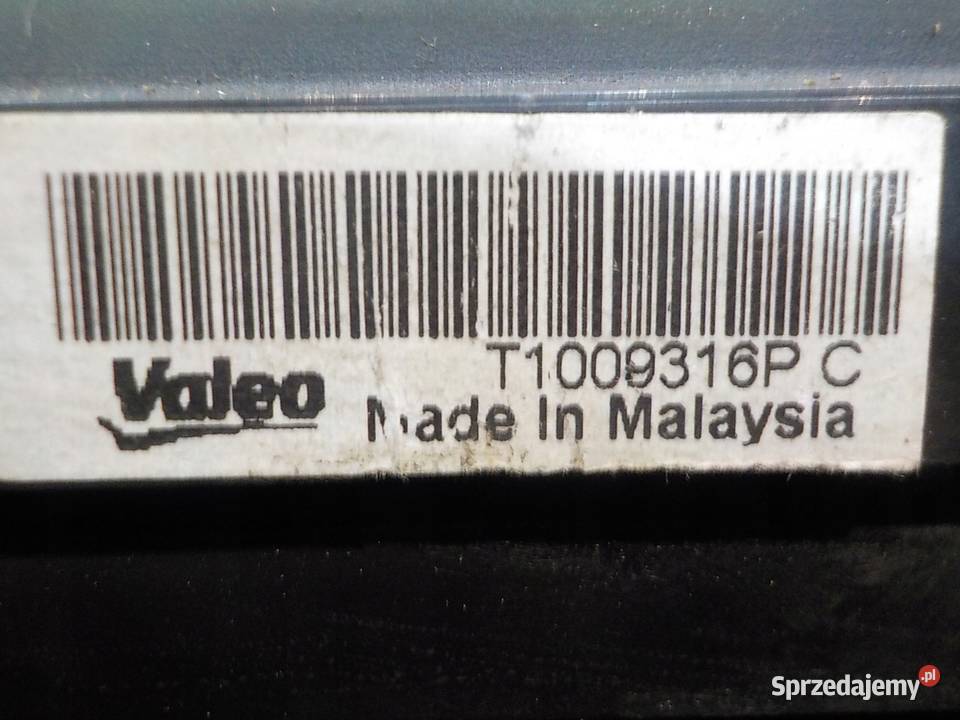 T1009316P C
Valeo
Made In Malaysia
Sprzedajemy.pl